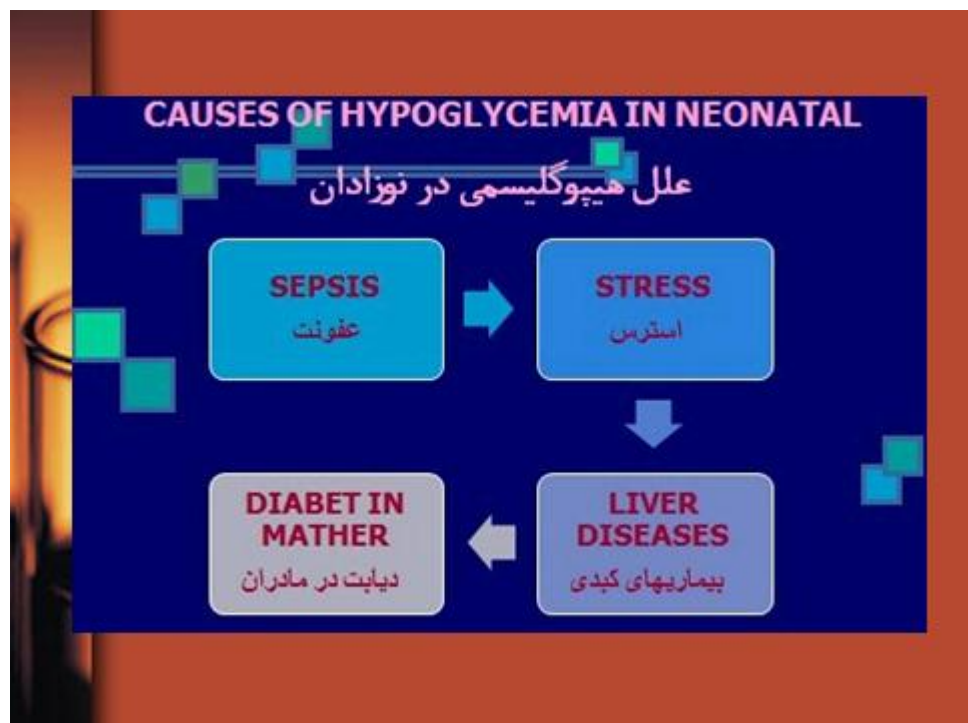 CAUSES OF HYPOGLYCEMIA IN NEONATAL
علل هیپوگلیسمی در نوزادان
SEPSIS
عفونت
STRESS
استرس
LIVER
DISEASES
بیماریهای کبدی
DIABET IN
MATHER
دیابت در مادران